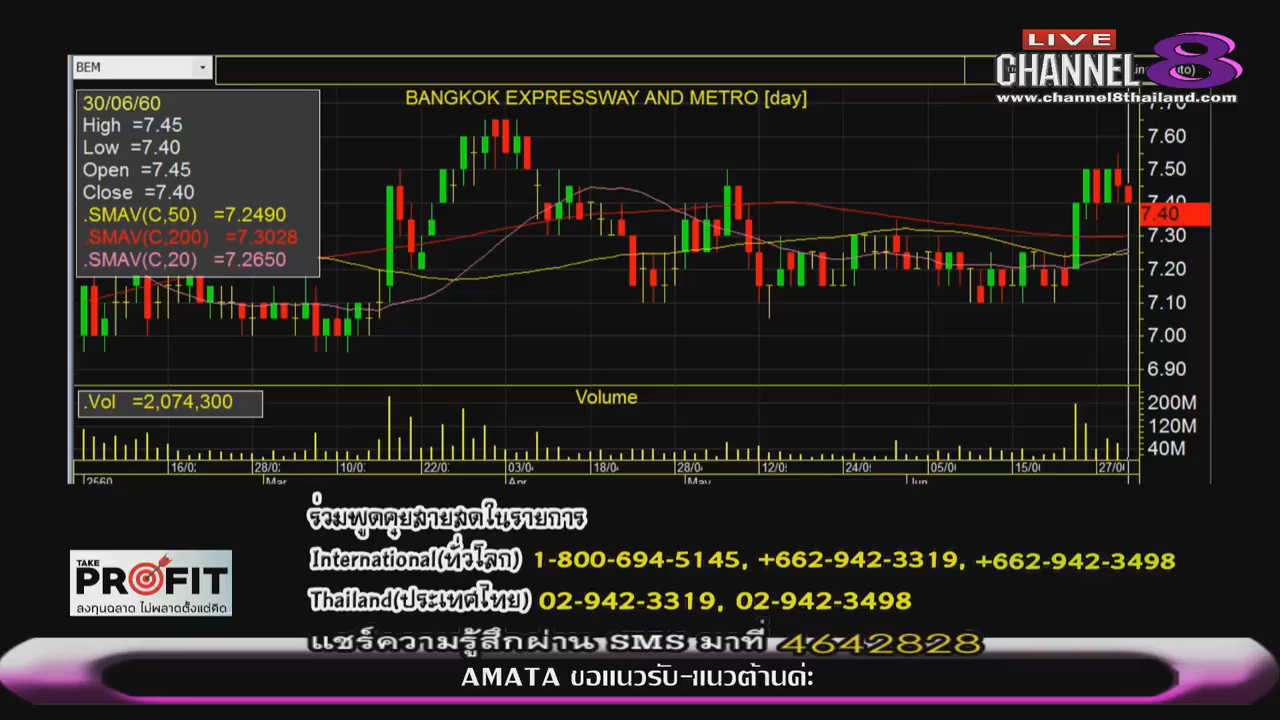 LIVE
CHANNEL 8
www.channel8thailand.com
BEM
BANGKOK EXPRESSWAY AND METRO [day]
30/06/60
High =7.45
Low =7.40
Open =7.45
Close =7.40
.SMAV(C,50) =7.2490
.SMAV(C,200) =7.3028
.SMAV(C,20) =7.2650
7.70
7.60
7.50
7.40
7.40
7.30
7.20
7.10
7.00
6.90
.Vol =2,074,300
Volume
200M
120M
40M
16/02 28/02 10/0 22/0 03/04 18/04 28/04 12/05 24/05 05/06 15/06 27/06
2560 Mar Apr May Jun
ร่วมพูดคุยสายสดในรายการ
International(ทั่วโลก) 1-800-694-5145, +662-942-3319, +662-942-3498
Thailand(ประเทศไทย) 02-942-3319, 02-942-3498
แชร์ความรู้สึกผ่าน SMS มาที่ 4642828
TAKE
PROFIT
ลงทุนฉลาด ไม่พลาดตั้งแต่คิด
AMATA ขอแนวรับ-แนวต้านค่ะ